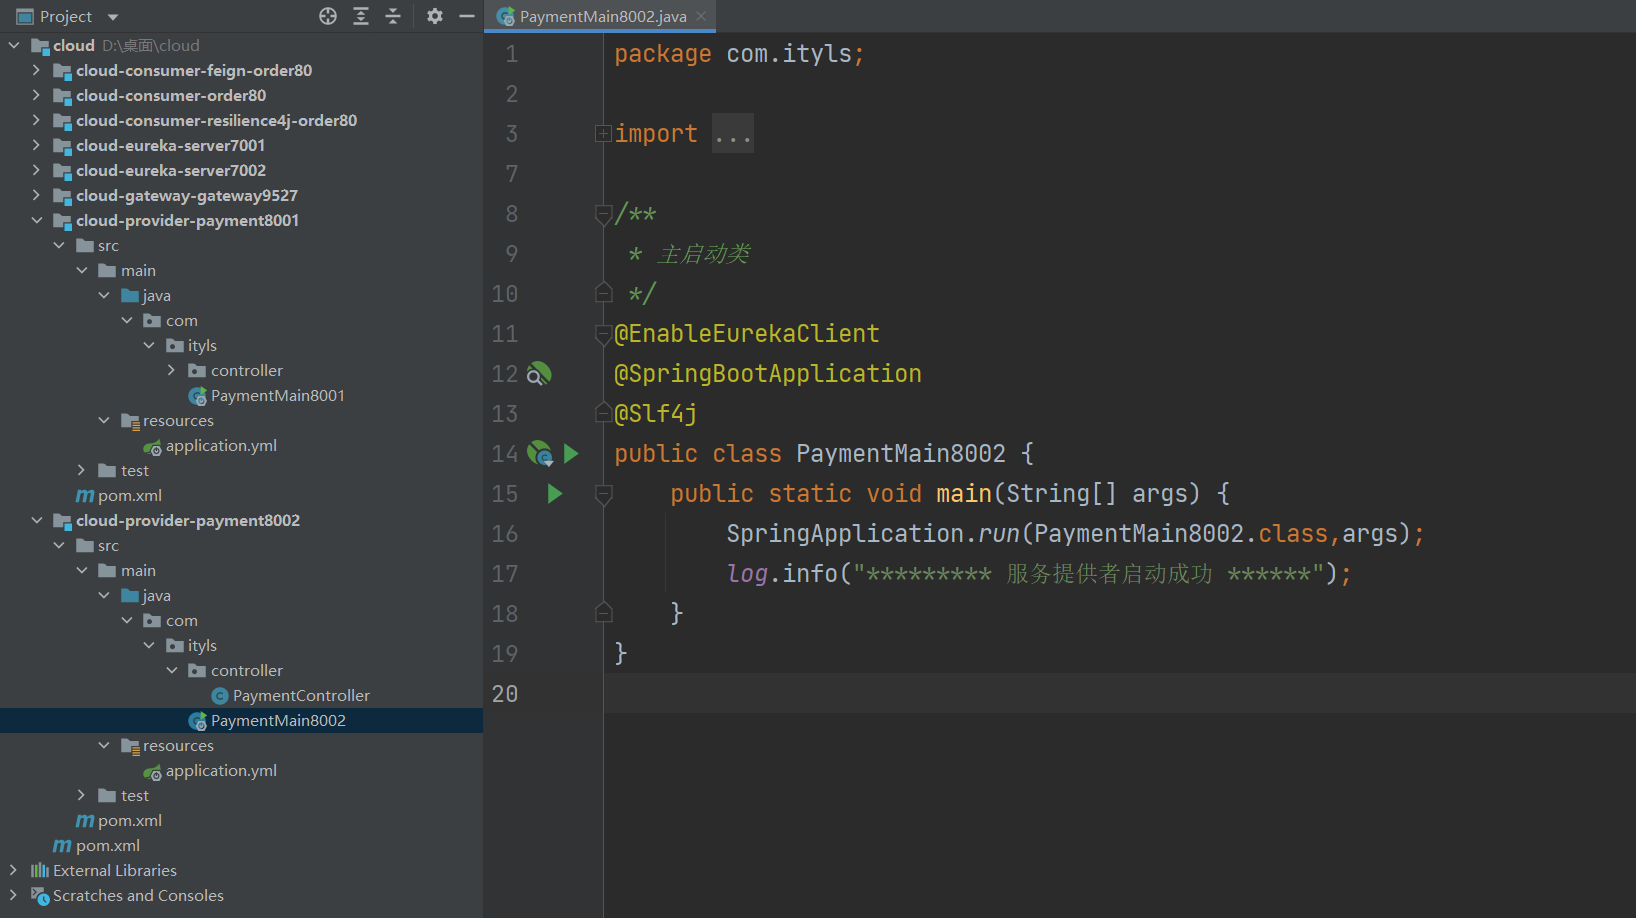 Project
cloud D:\桌面\cloud
cloud-consumer-feign-order80
cloud-consumer-order80
cloud-consumer-resilience4j-order80
cloud-eureka-server7001
cloud-eureka-server7002
cloud-gateway-gateway9527
cloud-provider-payment8001
src
main
java
com
ityls
controller
PaymentMain8001
resources
application.yml
test
pom.xml
cloud-provider-payment8002
src
main
java
com
ityls
controller
PaymentController
PaymentMain8002
resources
application.yml
test
pom.xml
pom.xml
External Libraries
Scratches and Consoles
PaymentMain8002.java
1 package com.ityls;
2
3 import ...
7
8 /**
9 * 主启动类
10 */
11 @EnableEurekaClient
12 @SpringBootApplication
13 @Slf4j
14 public class PaymentMain8002 {
15 public static void main(String[] args) {
16 SpringApplication.run(PaymentMain8002.class,args);
17 log.info("********* 服务提供者启动成功 ******");
18 }
19 }
20